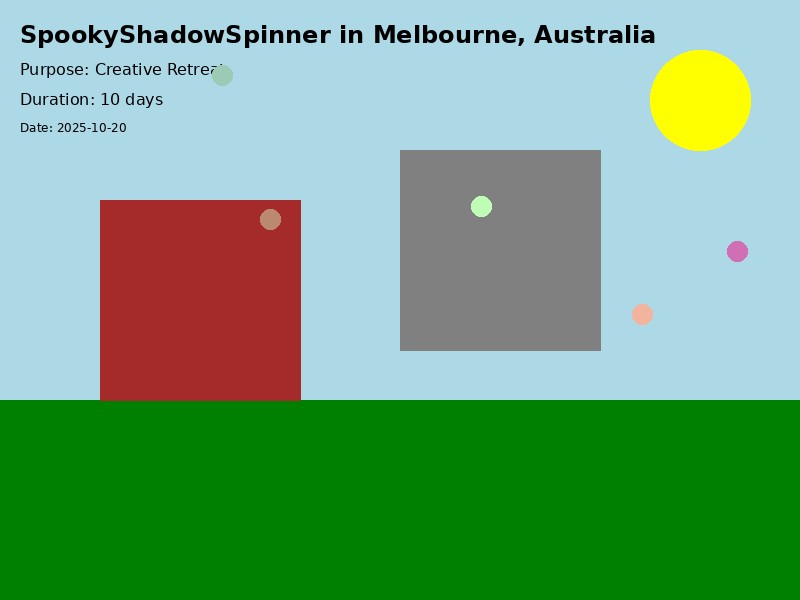 SpookyShadowSpinner in Melbourne, Australia
Purpose: Creative Retreat
Duration: 10 days
Date: 2025-10-20